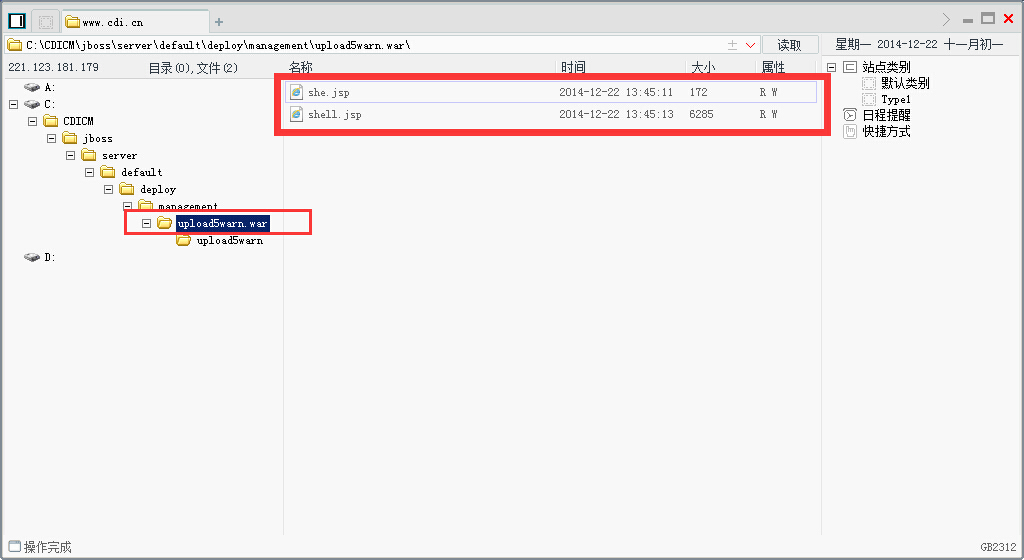 www.cdi.cn
C:\CDICM\jboss\server\default\deploy\management\upload5warn.war\
读取
星期一 2014-12-22 十一月初一
221.123.181.179
目录(0),文件(2)
名称 时间 大小 属性
she.jsp 2014-12-22 13:45:11 172 R W
shell.jsp 2014-12-22 13:45:13 6285 R W
A:
C:
CDICM
jboss
server
default
deploy
management
upload5warn.war
upload5warn
D:
站点类别
默认类别
Type1
日程提醒
快捷方式
操作完成
GB2312